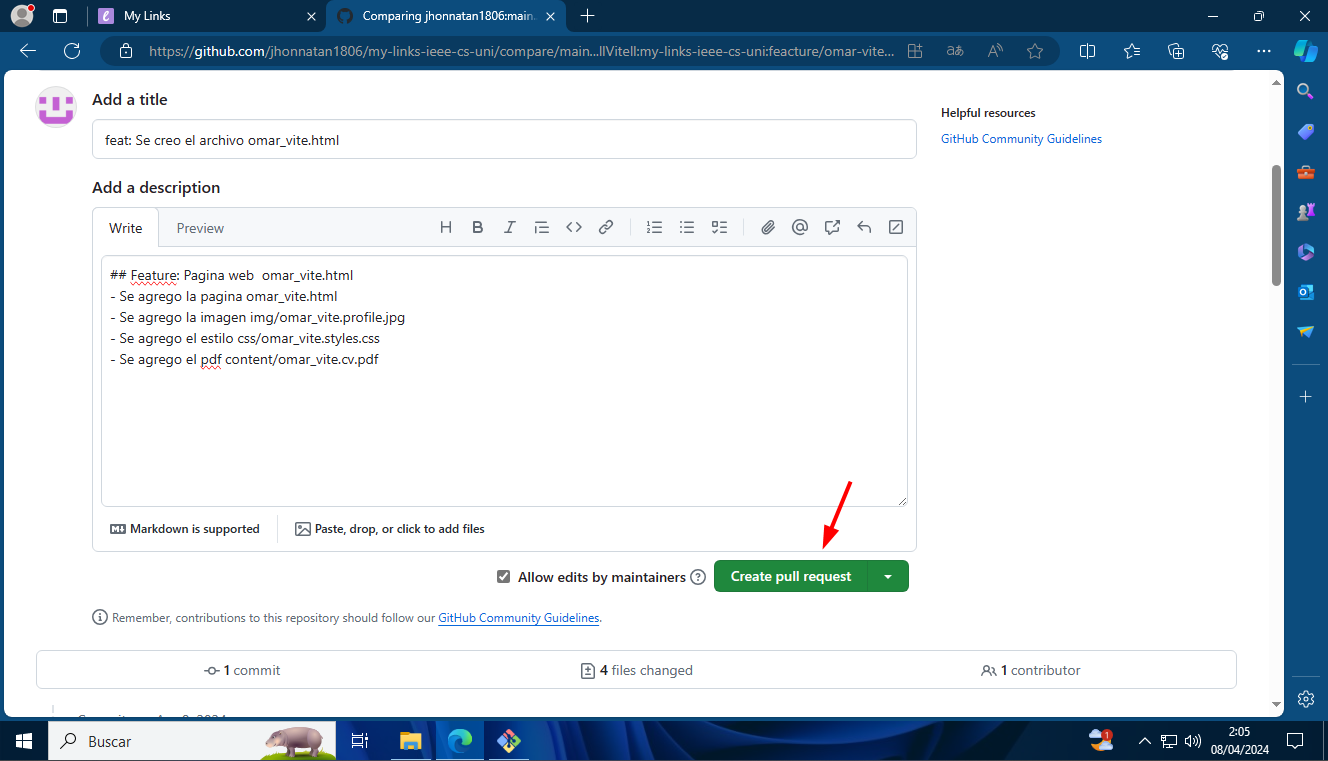 My Links
Comparing jhonnatan1806:main...
https://github.com/jhonnatan1806/my-links-ieee-cs-uni/compare/main...llVitell:my-links-ieee-cs-uni:feacture/omar-vite...
Add a title
feat: Se creo el archivo omar_vite.html
Helpful resources
GitHub Community Guidelines
Add a description
Write
Preview
## Feature: Pagina web  omar_vite.html
- Se agrego la pagina omar_vite.html
- Se agrego la imagen img/omar_vite.profile.jpg
- Se agrego el estilo css/omar_vite.styles.css
- Se agrego el pdf content/omar_vite.cv.pdf
Markdown is supported
Paste, drop, or click to add files
Allow edits by maintainers
Create pull request
Remember, contributions to this repository should follow our GitHub Community Guidelines.
1 commit
4 files changed
1 contributor
Buscar
1
2:05
08/04/2024